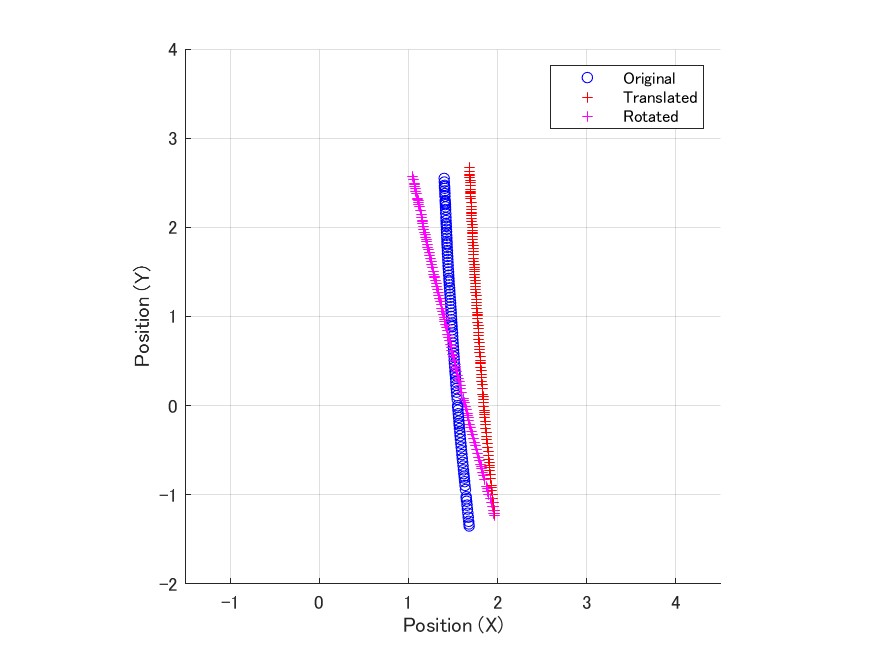 4
3
2
1
0
−1
−2
−1
0
1
2
3
4
Position (X)
Position (Y)
Original
Translated
Rotated